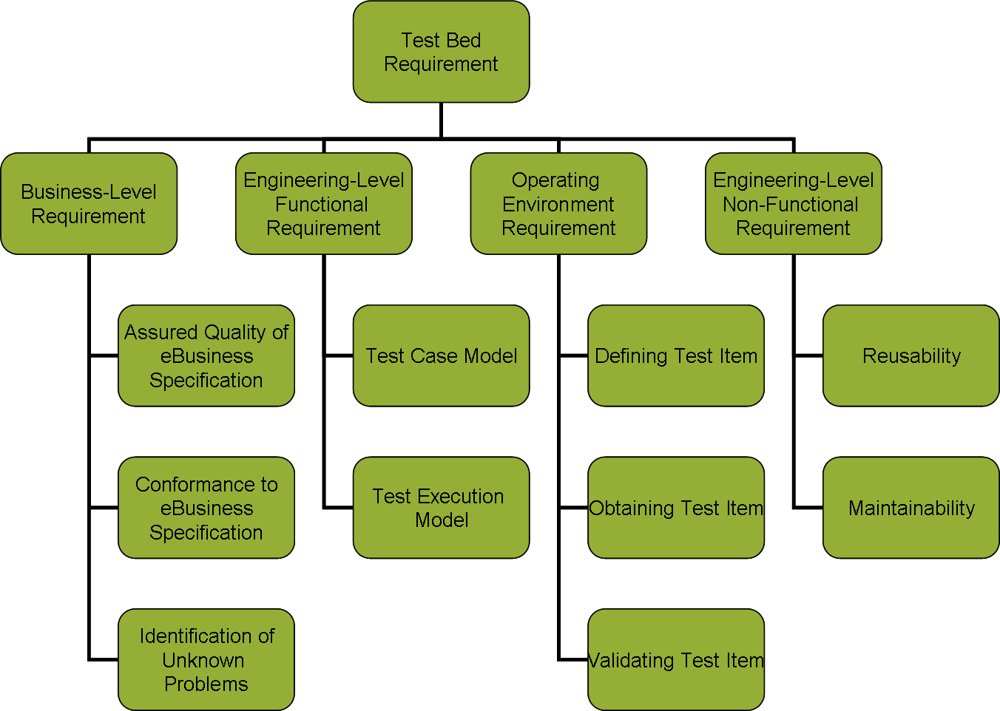 Test Bed
Requirement
Business-Level
Requirement
Engineering-Level
Functional
Requirement
Operating
Environment
Requirement
Engineering-Level
Non-Functional
Requirement
Assured Quality of
eBusiness
Specification
Test Case Model
Defining Test Item
Reusability
Conformance to
eBusiness
Specification
Test Execution
Model
Obtaining Test Item
Maintainability
Identification of
Unknown
Problems
Validating Test Item